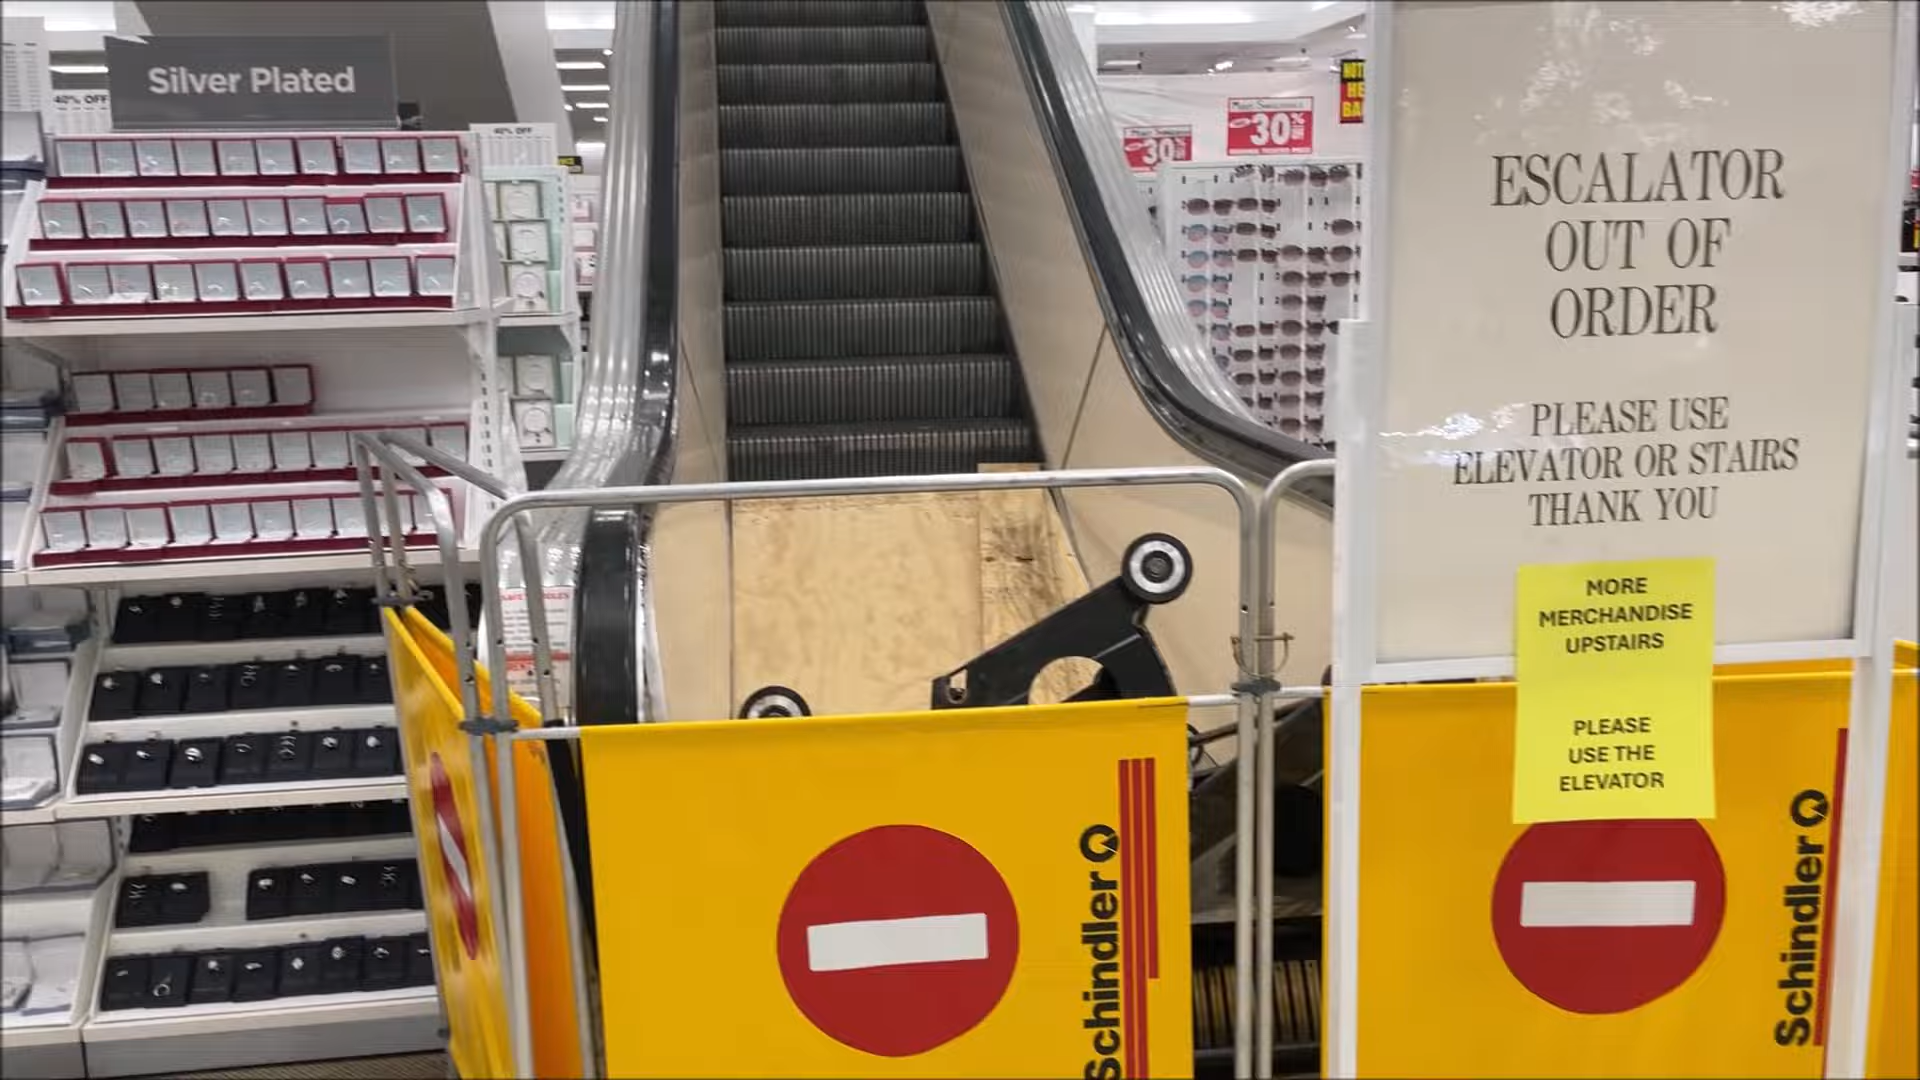 Silver Plated
40% OFF
40% OFF
30%
30%
ESCALATOR
OUT OF
ORDER
PLEASE USE
ELEVATOR OR STAIRS
THANK YOU
MORE
MERCHANDISE
UPSTAIRS
PLEASE
USE THE
ELEVATOR
Schindler
Schindler